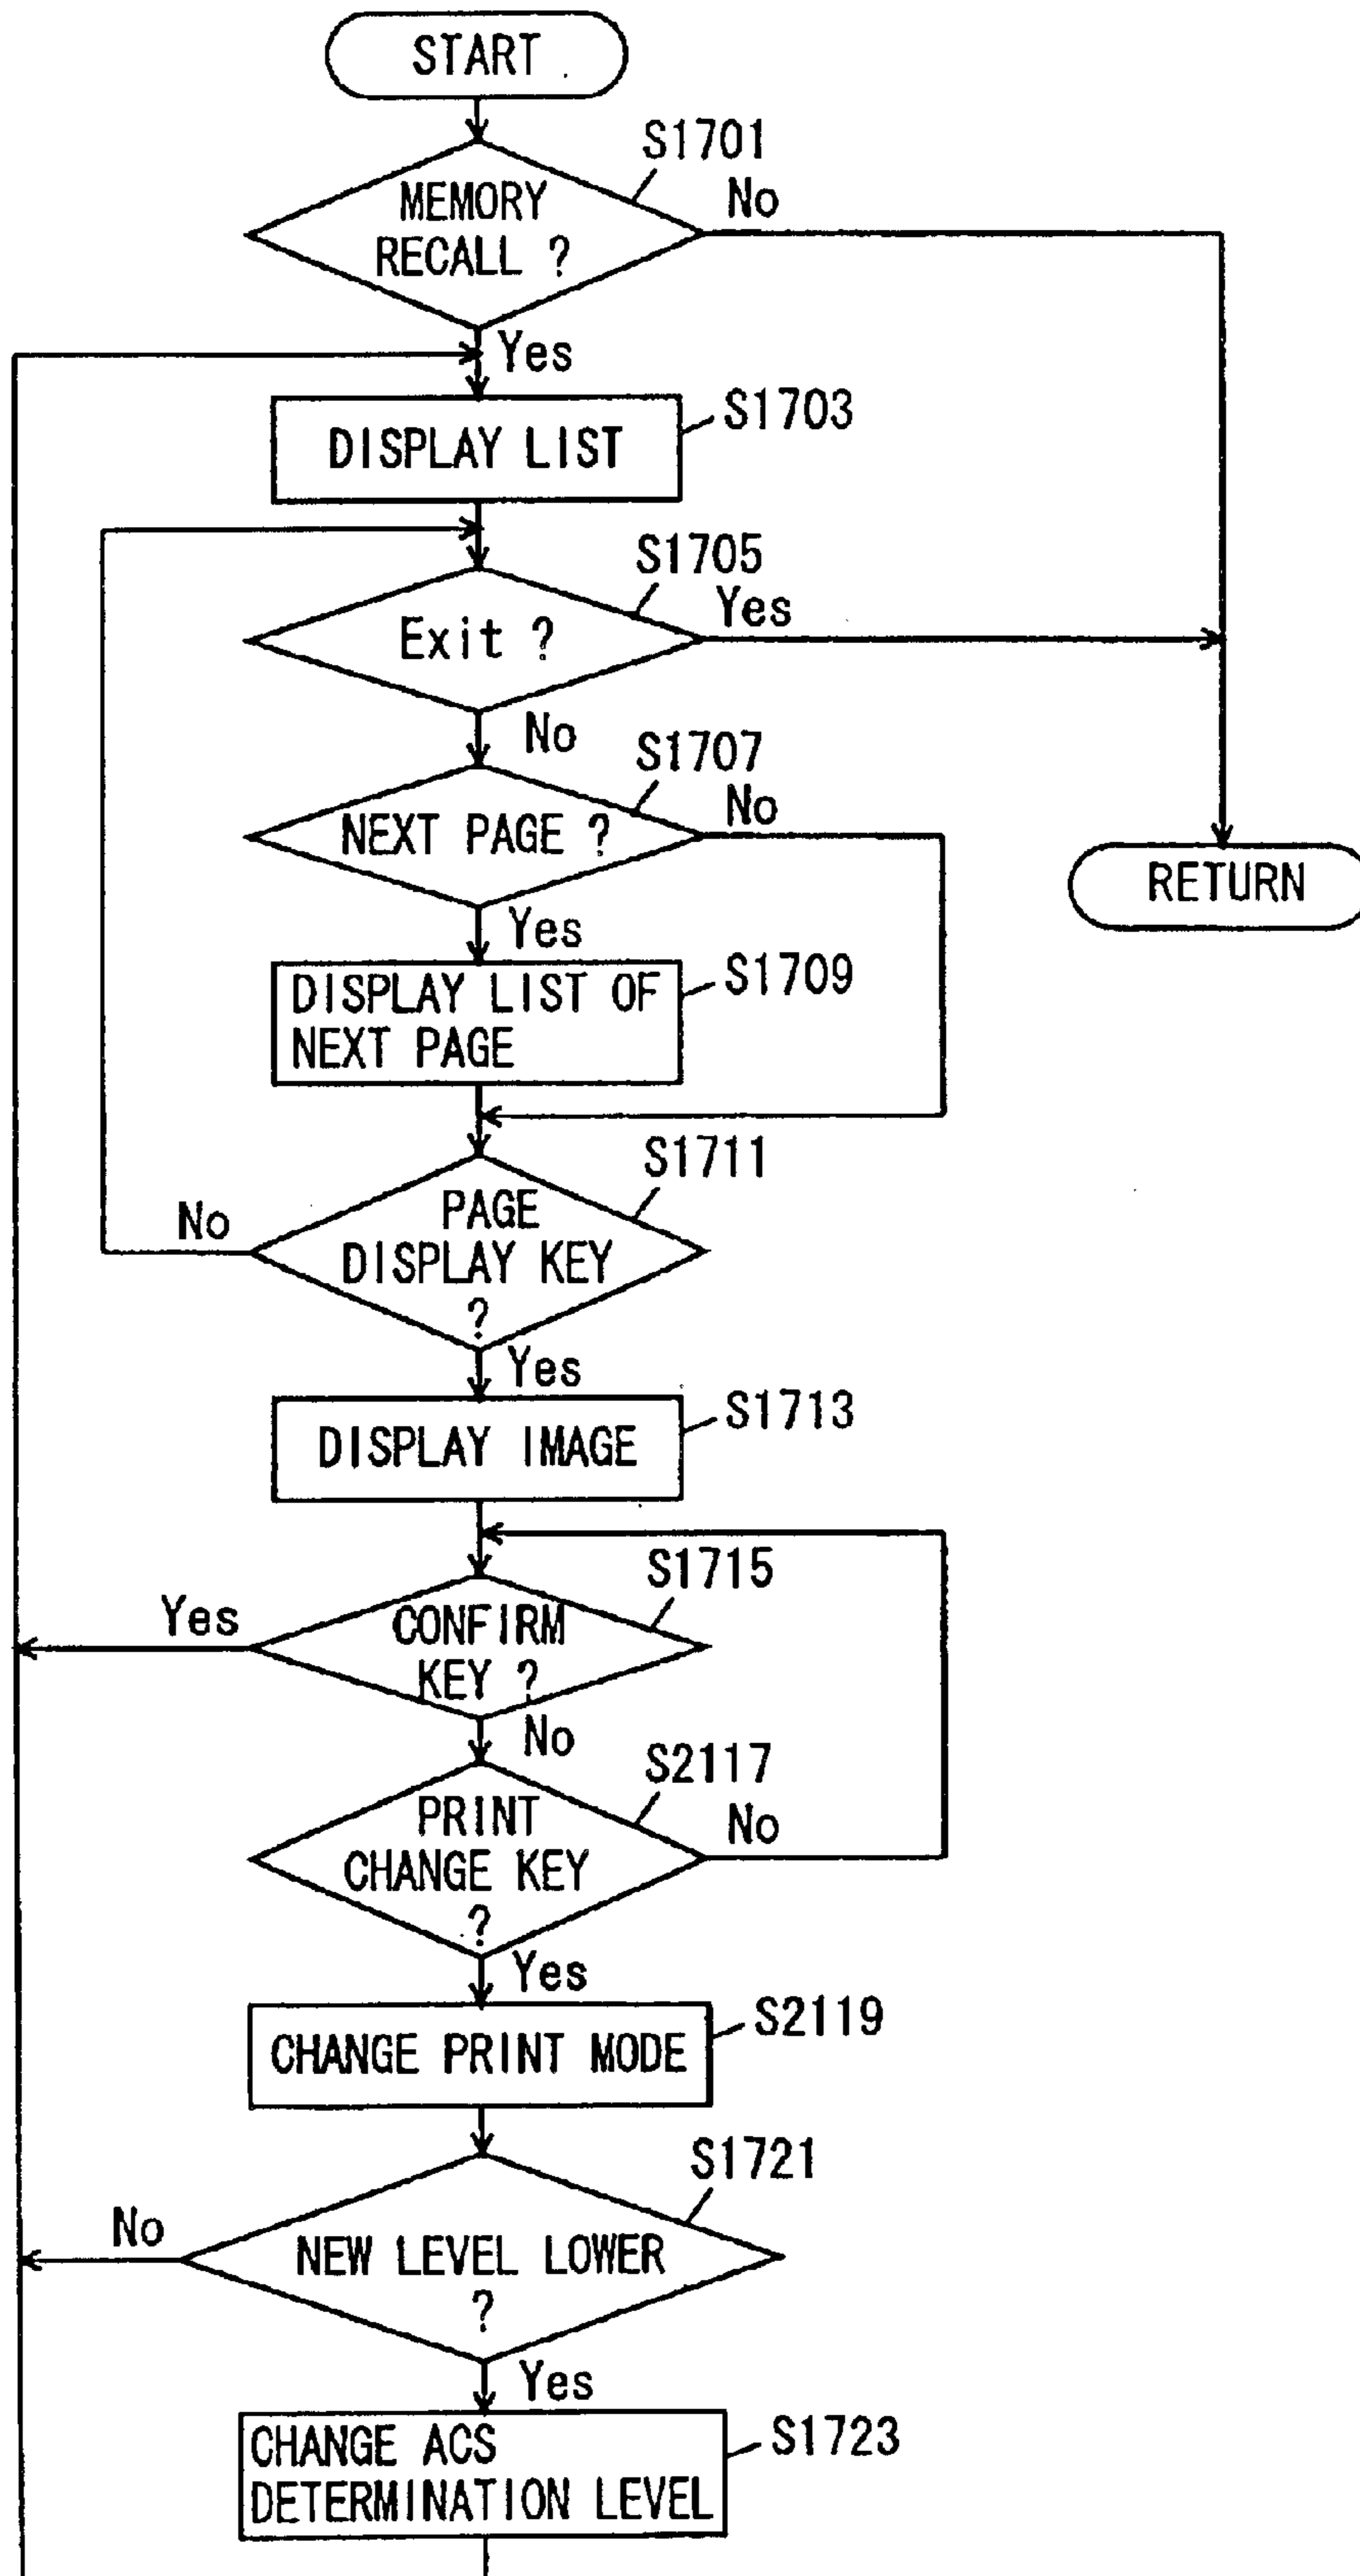 START
S1701
MEMORY
RECALL ?
No
Yes
S1703
DISPLAY LIST
S1705
Exit ?
Yes
No
S1707
NEXT PAGE ?
No
RETURN
Yes
S1709
DISPLAY LIST OF
NEXT PAGE
S1711
PAGE
DISPLAY KEY
?
No
Yes
S1713
DISPLAY IMAGE
S1715
CONFIRM
KEY ?
Yes
No
S2117
PRINT
CHANGE KEY
?
No
Yes
S2119
CHANGE PRINT MODE
S1721
NEW LEVEL LOWER
?
No
Yes
S1723
CHANGE ACS
DETERMINATION LEVEL